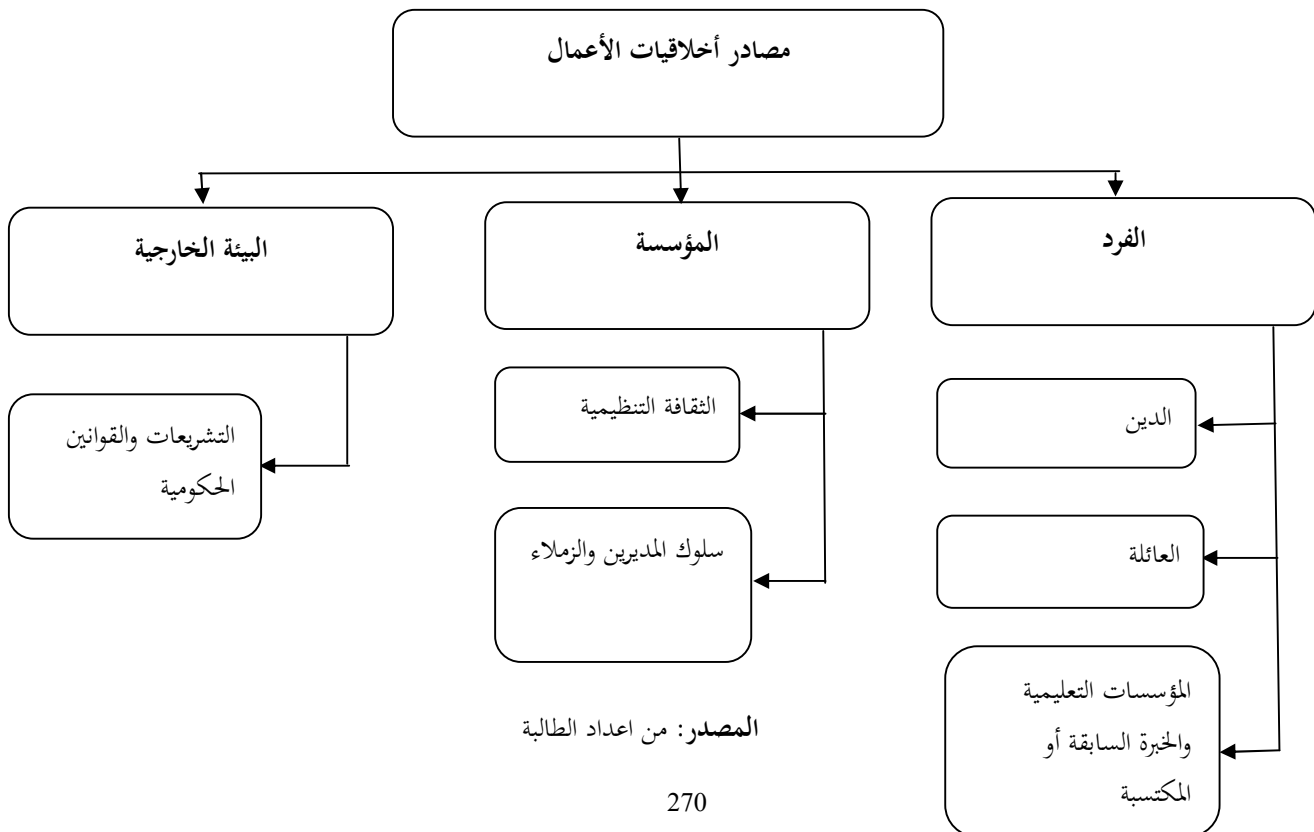 مصادر أخلاقيات الأعمال
الفرد
المؤسسة
البيئة الخارجية
الدين
العائلة
المؤسسات التعليمية
والخبرة السابقة أو
المكتسبة
الثقافة التنظيمية
سلوك المديرين والزملاء
التشريعات والقوانين
الحكومية
المصدر: من اعداد الطالبة
270